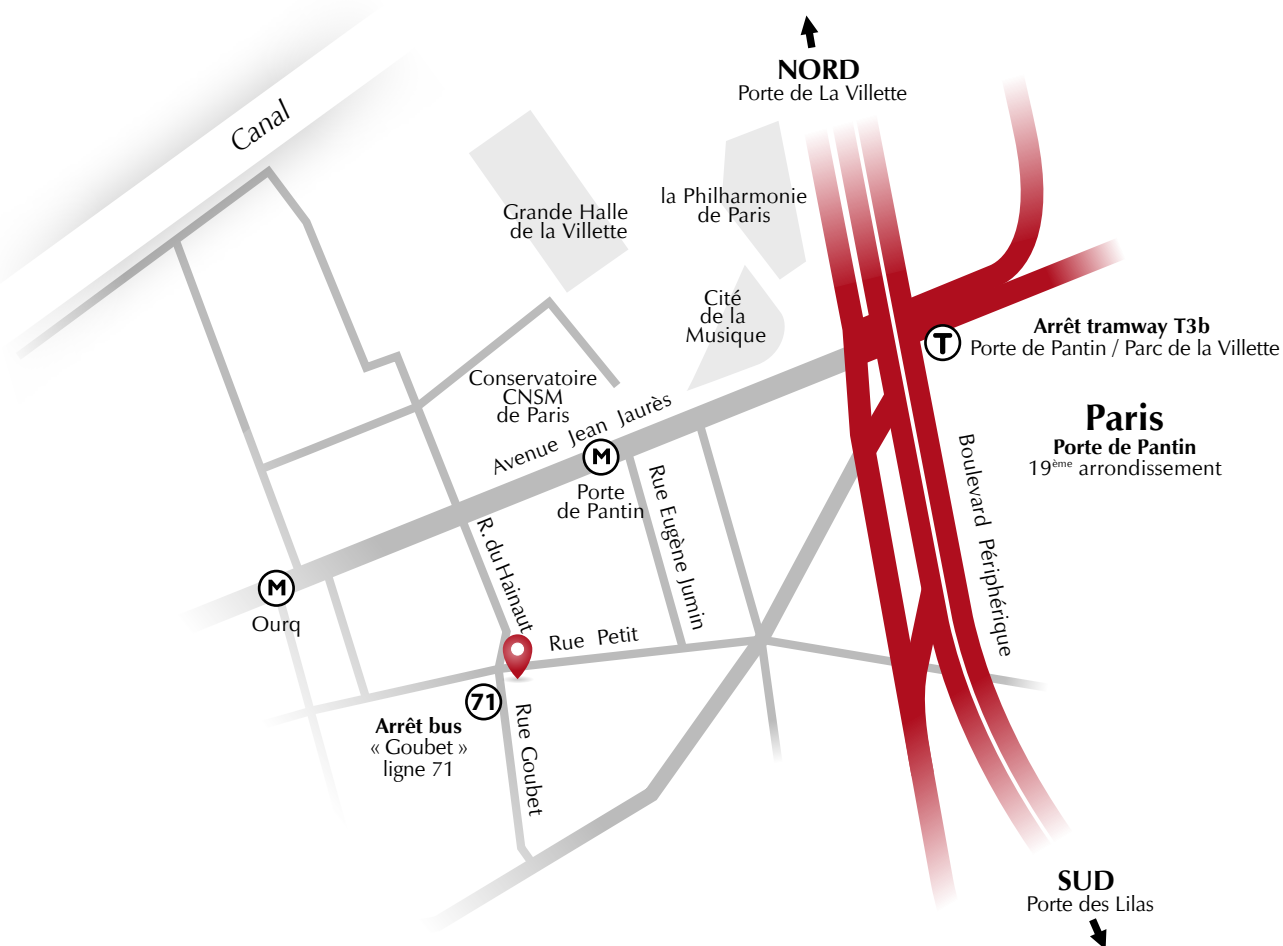 NORD
Porte de La Villette
Canal
la Philharmonie
de Paris
Grande Halle
de la Villette
Cité
de la
Musique
Arrêt tramway T3b
T
Porte de Pantin / Parc de la Villette
Conservatoire
CNSM
de Paris
Avenue Jean Jaurès
Paris
Porte de Pantin
19ème arrondissement
M
Porte
de Pantin
Boulevard Périphérique
Rue Eugène Jumin
R. du Hainaut
M
Ourq
Rue Petit
71
Arrêt bus
« Goubet »
ligne 71
Rue Goubet
SUD
Porte des Lilas